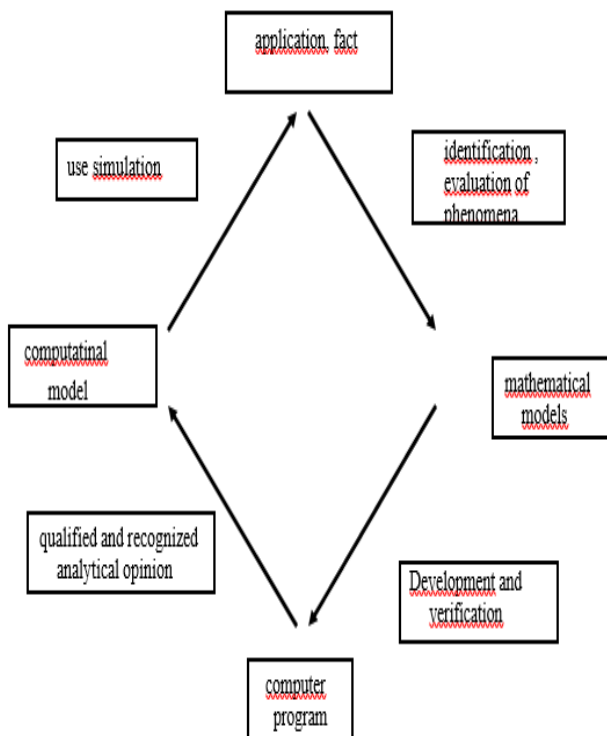 application, fact
use simulation
identification ,
evaluation of
phenomena
computatinal
model
mathematical
models
qualified and recognized
analytical opinion
Development and
verification
computer
program